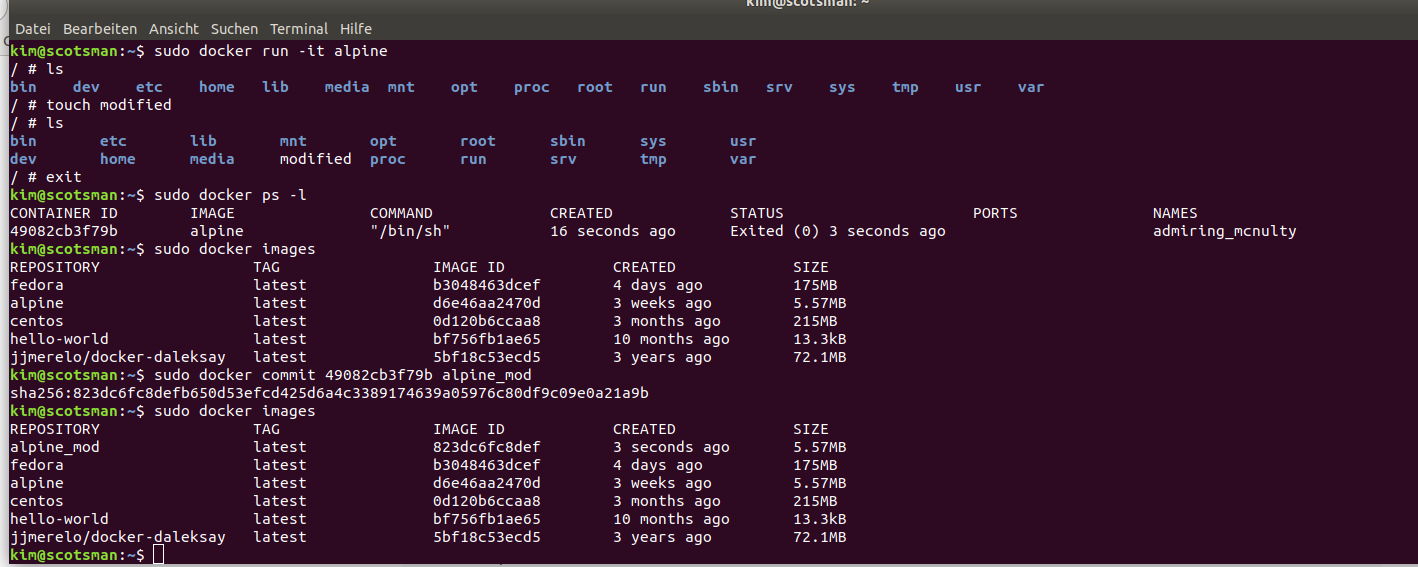 kim@scotsman: ~
Datei Bearbeiten Ansicht Suchen Terminal Hilfe
kim@scotsman:~$ sudo docker run -it alpine
/ # ls
bin dev etc home lib media mnt opt proc root run sbin srv sys tmp usr var
/ # touch modified
/ # ls
bin etc lib mnt opt root sbin sys usr
dev home media modified proc run srv tmp var
/ # exit
kim@scotsman:~$ sudo docker ps -l
CONTAINER ID IMAGE COMMAND CREATED STATUS PORTS NAMES
49082cb3f79b alpine "/bin/sh" 16 seconds ago Exited (0) 3 seconds ago admiring_mcnulty
kim@scotsman:~$ sudo docker images
REPOSITORY TAG IMAGE ID CREATED SIZE
fedora latest b3048463dcef 4 days ago 175MB
alpine latest d6e46aa2470d 3 weeks ago 5.57MB
centos latest 0d120b6ccaa8 3 months ago 215MB
hello-world latest bf756fb1ae65 10 months ago 13.3kB
jjmerelo/docker-daleksay latest 5bf18c53ecd5 3 years ago 72.1MB
kim@scotsman:~$ sudo docker commit 49082cb3f79b alpine_mod
sha256:823dc6fc8defb650d53efcd425d6a4c3389174639a05976c80df9c09e0a21a9b
kim@scotsman:~$ sudo docker images
REPOSITORY TAG IMAGE ID CREATED SIZE
alpine_mod latest 823dc6fc8def 3 seconds ago 5.57MB
fedora latest b3048463dcef 4 days ago 175MB
alpine latest d6e46aa2470d 3 weeks ago 5.57MB
centos latest 0d120b6ccaa8 3 months ago 215MB
hello-world latest bf756fb1ae65 10 months ago 13.3kB
jjmerelo/docker-daleksay latest 5bf18c53ecd5 3 years ago 72.1MB
kim@scotsman:~$